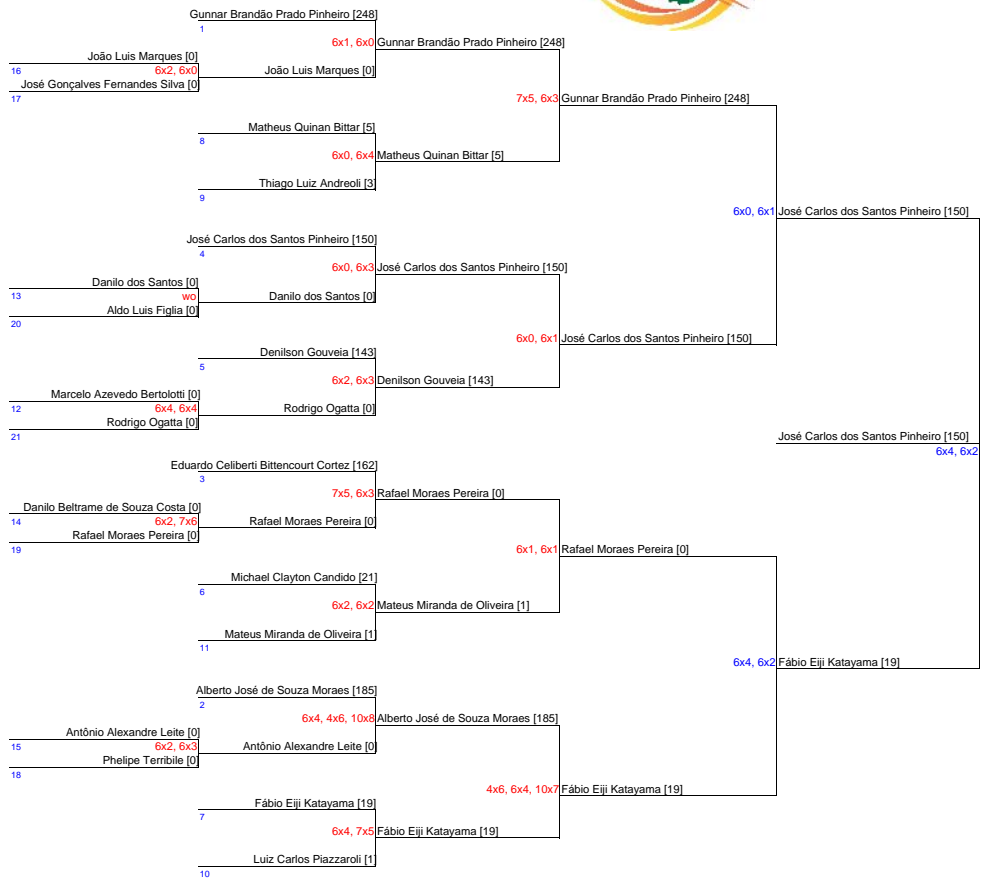 Gunnar Brandão Prado Pinheiro [248]
1
6x1, 6x0 Gunnar Brandão Prado Pinheiro [248]
João Luis Marques [0]
16
6x2, 6x0
João Luis Marques [0]
José Gonçalves Fernandes Silva [0]
17
7x5, 6x3 Gunnar Brandão Prado Pinheiro [248]
Matheus Quinan Bittar [5]
8
6x0, 6x4 Matheus Quinan Bittar [5]
Thiago Luiz Andreoli [3]
9
6x0, 6x1 José Carlos dos Santos Pinheiro [150]
José Carlos dos Santos Pinheiro [150]
4
6x0, 6x3 José Carlos dos Santos Pinheiro [150]
Danilo dos Santos [0]
13
wo
Danilo dos Santos [0]
Aldo Luis Figlia [0]
20
6x0, 6x1 José Carlos dos Santos Pinheiro [150]
Denilson Gouveia [143]
5
6x2, 6x3 Denilson Gouveia [143]
Marcelo Azevedo Bertolotti [0]
12
6x4, 6x4
Rodrigo Ogatta [0]
Rodrigo Ogatta [0]
21
José Carlos dos Santos Pinheiro [150]
6x4, 6x2
Eduardo Celiberti Bittencourt Cortez [162]
3
7x5, 6x3 Rafael Moraes Pereira [0]
Danilo Beltrame de Souza Costa [0]
14
6x2, 7x6
Rafael Moraes Pereira [0]
Rafael Moraes Pereira [0]
19
6x1, 6x1 Rafael Moraes Pereira [0]
Michael Clayton Candido [21]
6
6x2, 6x2 Mateus Miranda de Oliveira [1]
Mateus Miranda de Oliveira [1]
11
6x4, 6x2 Fábio Eiji Katayama [19]
Alberto José de Souza Moraes [185]
2
6x4, 4x6, 10x8 Alberto José de Souza Moraes [185]
Antônio Alexandre Leite [0]
15
6x2, 6x3
Antônio Alexandre Leite [0]
Phelipe Terribile [0]
18
4x6, 6x4, 10x7 Fábio Eiji Katayama [19]
Fábio Eiji Katayama [19]
7
6x4, 7x5 Fábio Eiji Katayama [19]
Luiz Carlos Piazzaroli [1]
10